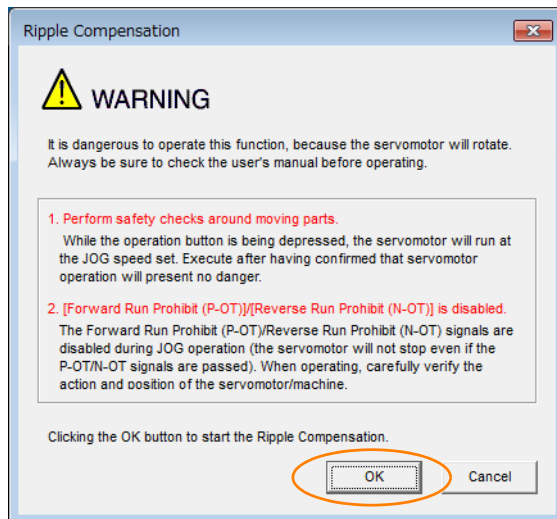 Ripple Compensation
WARNING
It is dangerous to operate this function, because the servomotor will rotate.
Always be sure to check the user's manual before operating.
1. Perform safety checks around moving parts.
While the operation button is being depressed, the servomotor will run at
the JOG speed set. Execute after having confirmed that servomotor
operation will present no danger.
2. [Forward Run Prohibit (P-OT)]/[Reverse Run Prohibit (N-OT)] is disabled.
The Forward Run Prohibit (P-OT)/Reverse Run Prohibit (N-OT) signals are
disabled during JOG operation (the servomotor will not stop even if the
P-OT/N-OT signals are passed). When operating, carefully verify the
action and position of the servomotor/machine.
Clicking the OK button to start the Ripple Compensation.
OK
Cancel